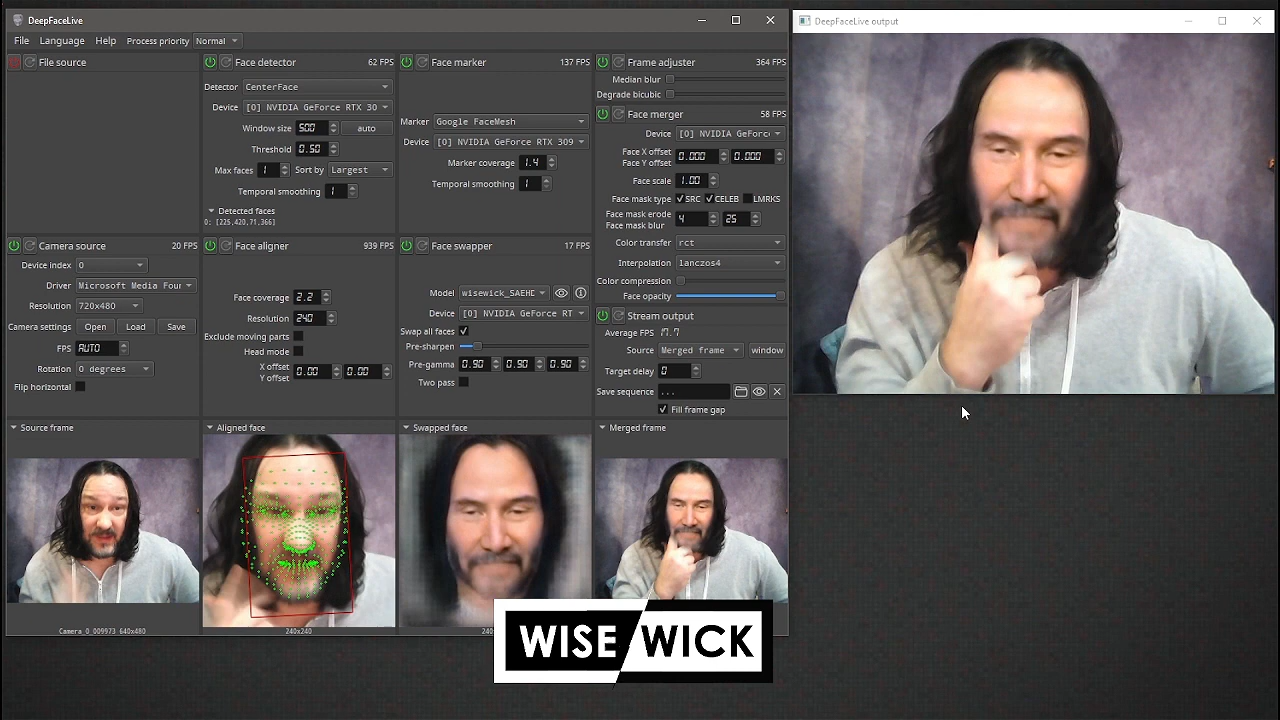 DeepFaceLive
File Language Help Process priority Normal
File source
Face detector 62 FPS
Detector CenterFace
Device [0] NVIDIA GeForce RTX 30
Window size 500 auto
Threshold 0.50
Max faces 1 Sort by Largest
Temporal smoothing 1
Detected faces
0: [225,420,71,366]
Face marker 137 FPS
Marker Google FaceMesh
Device [0] NVIDIA GeForce RTX 309
Marker coverage 1.4
Temporal smoothing 1
Frame adjuster 364 FPS
Median blur
Degrade bicubic
Face merger 58 FPS
Device [0] NVIDIA GeForc
Face X offset
Face Y offset
0.000 0.000
Face scale 1.00
Face mask type SRC CELEB LMRKS
Face mask erode
Face mask blur
4 25
Color transfer rct
Interpolation lanczos4
Color compression
Face opacity
Camera source 20 FPS
Device index 0
Driver Microsoft Media Four
Resolution 720x480
Camera settings Open Load Save
FPS AUTO
Rotation 0 degrees
Flip horizontal
Face aligner 939 FPS
Face coverage 2.2
Resolution 240
Exclude moving parts
Head mode
X offset
Y offset
0.00 0.00
Face swapper 17 FPS
Model wisewick_SAEHD
Device [0] NVIDIA GeForce RT
Swap all faces
Pre-sharpen
Pre-gamma 0.90 0.90 0.90
Two pass
Stream output
Average FPS 17.7
Source Merged frame window
Target delay 0
Save sequence ...
Fill frame gap
Source frame
Camera_0_009973 640x480
Aligned face
240x240
Swapped face
Merged frame
DeepFaceLive output
WISE WICK